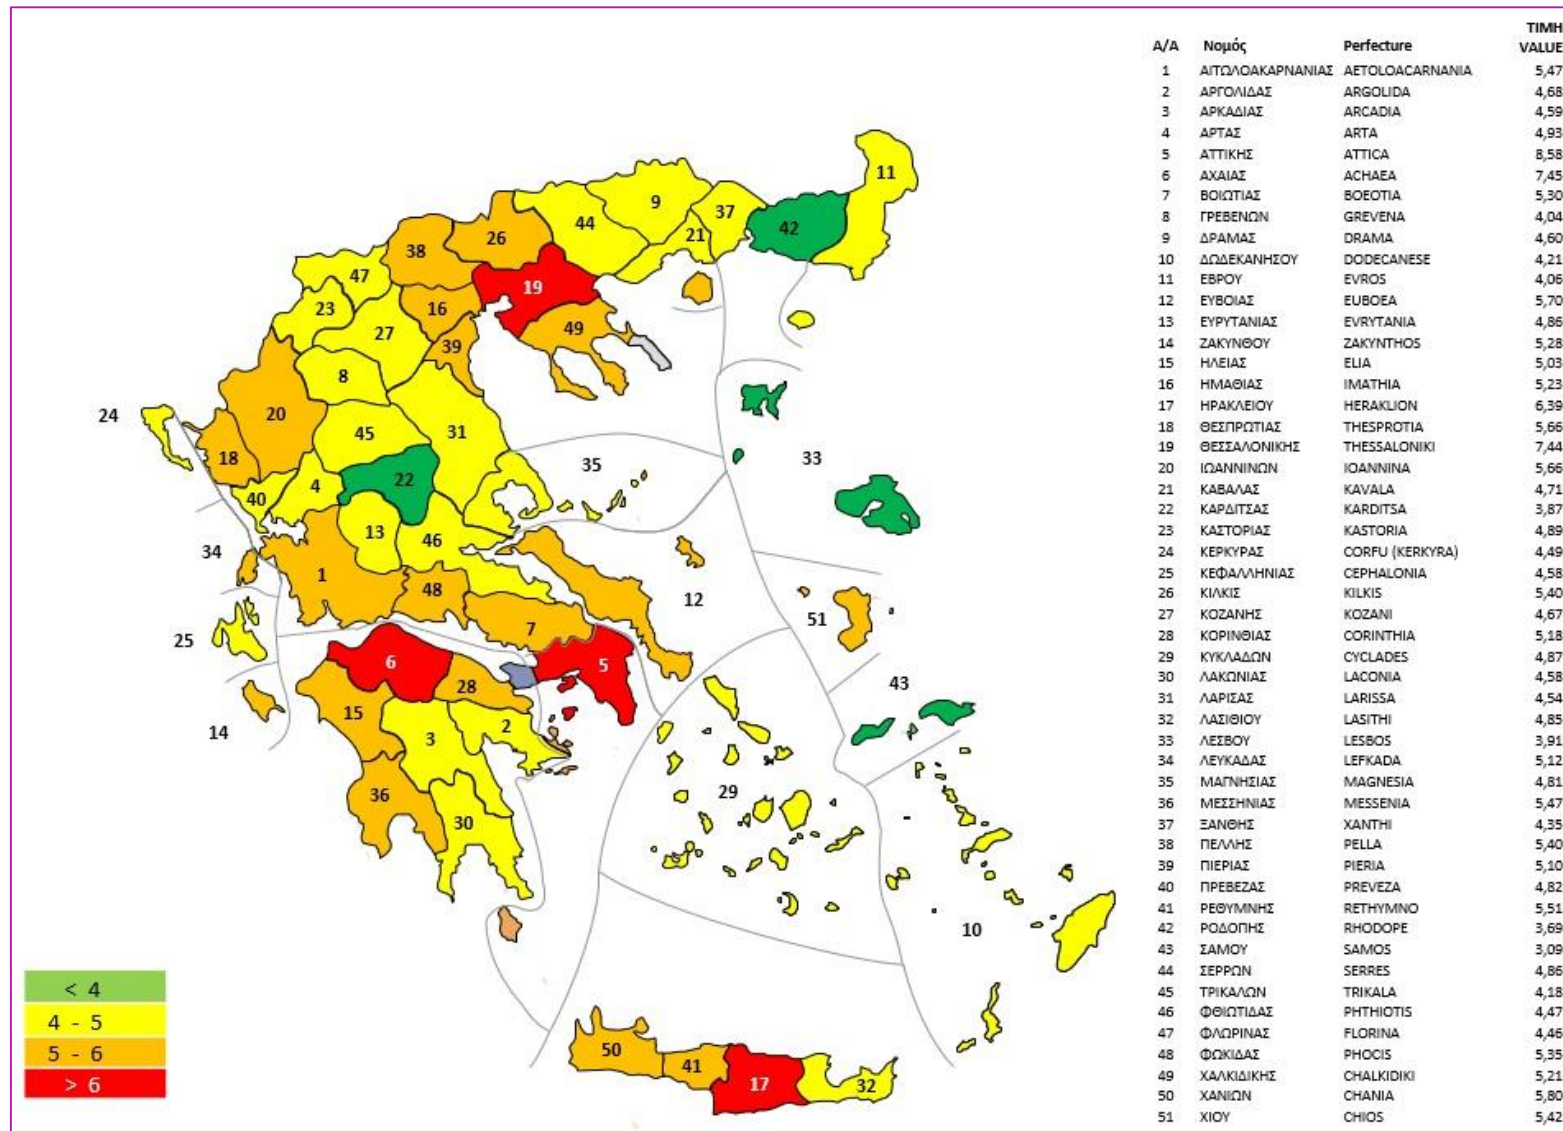 ΤΙΜΗ
Α/Α Νομός Perfecture VALUE
1 ΑΙΤΩΛΟΑΚΑΡΝΑΝΙΑΣ AETOLOACARNANIA 5,47
2 ΑΡΓΟΛΙΔΑΣ ARGOLIDA 4,68
3 ΑΡΚΑΔΙΑΣ ARCADIA 4,59
4 ΑΡΤΑΣ ARTA 4,93
5 ΑΤΤΙΚΗΣ ATTICA 8,58
6 ΑΧΑΙΑΣ ACHAEA 7,45
7 ΒΟΙΩΤΙΑΣ BOEOTIA 5,30
8 ΓΡΕΒΕΝΩΝ GREVENA 4,04
9 ΔΡΑΜΑΣ DRAMA 4,60
10 ΔΩΔΕΚΑΝΗΣΟΥ DODECANESE 4,21
11 ΕΒΡΟΥ EVROS 4,06
12 ΕΥΒΟΙΑΣ EUBOEA 5,70
13 ΕΥΡΥΤΑΝΙΑΣ EVRYTANIA 4,86
14 ΖΑΚΥΝΘΟΥ ZAKYNTHOS 5,28
15 ΗΛΕΙΑΣ ELIA 5,03
16 ΗΜΑΘΙΑΣ IMATHIA 5,23
17 ΗΡΑΚΛΕΙΟΥ HERAKLION 6,39
18 ΘΕΣΠΡΩΤΙΑΣ THESPROTIA 5,66
19 ΘΕΣΣΑΛΟΝΙΚΗΣ THESSALONIKI 7,44
20 ΙΩΑΝΝΙΝΩΝ IOANNINA 5,66
21 ΚΑΒΑΛΑΣ KAVALA 4,71
22 ΚΑΡΔΙΤΣΑΣ KARDITSA 3,87
23 ΚΑΣΤΟΡΙΑΣ KASTORIA 4,89
24 ΚΕΡΚΥΡΑΣ CORFU (KERKYRA) 4,49
25 ΚΕΦΑΛΛΗΝΙΑΣ CEPHALONIA 4,58
26 ΚΙΛΚΙΣ KILKIS 5,40
27 ΚΟΖΑΝΗΣ KOZANI 4,67
28 ΚΟΡΙΝΘΙΑΣ CORINTHIA 5,18
29 ΚΥΚΛΑΔΩΝ CYCLADES 4,87
30 ΛΑΚΩΝΙΑΣ LACONIA 4,58
31 ΛΑΡΙΣΑΣ LARISSA 4,54
32 ΛΑΣΙΘΙΟΥ LASITHI 4,85
33 ΛΕΣΒΟΥ LESBOS 3,91
34 ΛΕΥΚΑΔΑΣ LEFKADA 5,12
35 ΜΑΓΝΗΣΙΑΣ MAGNESIA 4,81
36 ΜΕΣΣΗΝΙΑΣ MESSENIA 5,47
37 ΞΑΝΘΗΣ XANTHI 4,35
38 ΠΕΛΛΗΣ PELLA 5,40
39 ΠΙΕΡΙΑΣ PIERIA 5,10
40 ΠΡΕΒΕΖΑΣ PREVEZA 4,82
41 ΡΕΘΥΜΝΗΣ RETHYMNO 5,51
42 ΡΟΔΟΠΗΣ RHODOPE 3,69
43 ΣΑΜΟΥ SAMOS 3,09
44 ΣΕΡΡΩΝ SERRES 4,86
45 ΤΡΙΚΑΛΩΝ TRIKALA 4,18
46 ΦΘΙΩΤΙΔΑΣ PHTHIOTIS 4,47
47 ΦΛΩΡΙΝΑΣ FLORINA 4,46
48 ΦΩΚΙΔΑΣ PHOCIS 5,35
49 ΧΑΛΚΙΔΙΚΗΣ CHALKIDIKI 5,21
50 ΧΑΝΙΩΝ CHANIA 5,80
51 ΧΙΟΥ CHIOS 5,42
11
9
37
44
42
21
26
38
47
19
23
16
49
27
39
8
24
20
45
31
18
22
35
33
40
4
13
46
34
1
48
12
7
51
25
6
5
28
43
14
15
2
3
29
36
30
10
50
41
17
32
< 4
4 - 5
5 - 6
> 6